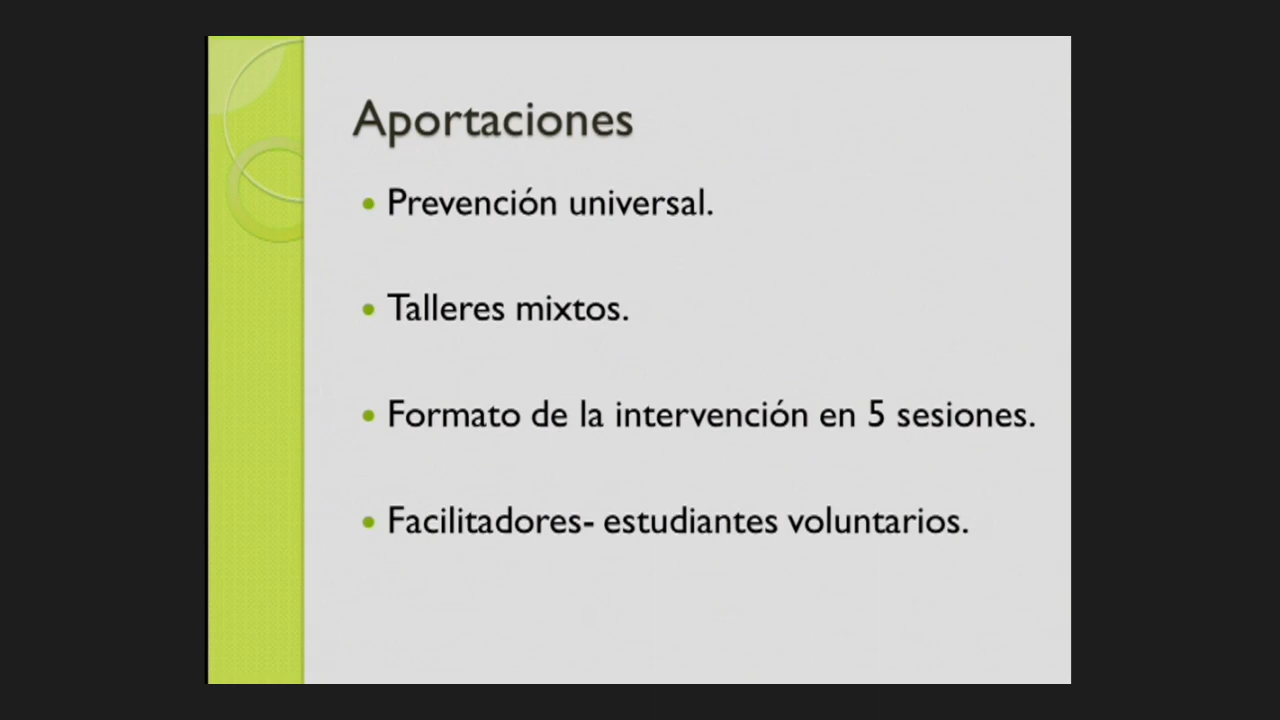 Aportaciones
• Prevención universal.
• Talleres mixtos.
• Formato de la intervención en 5 sesiones.
• Facilitadores- estudiantes voluntarios.